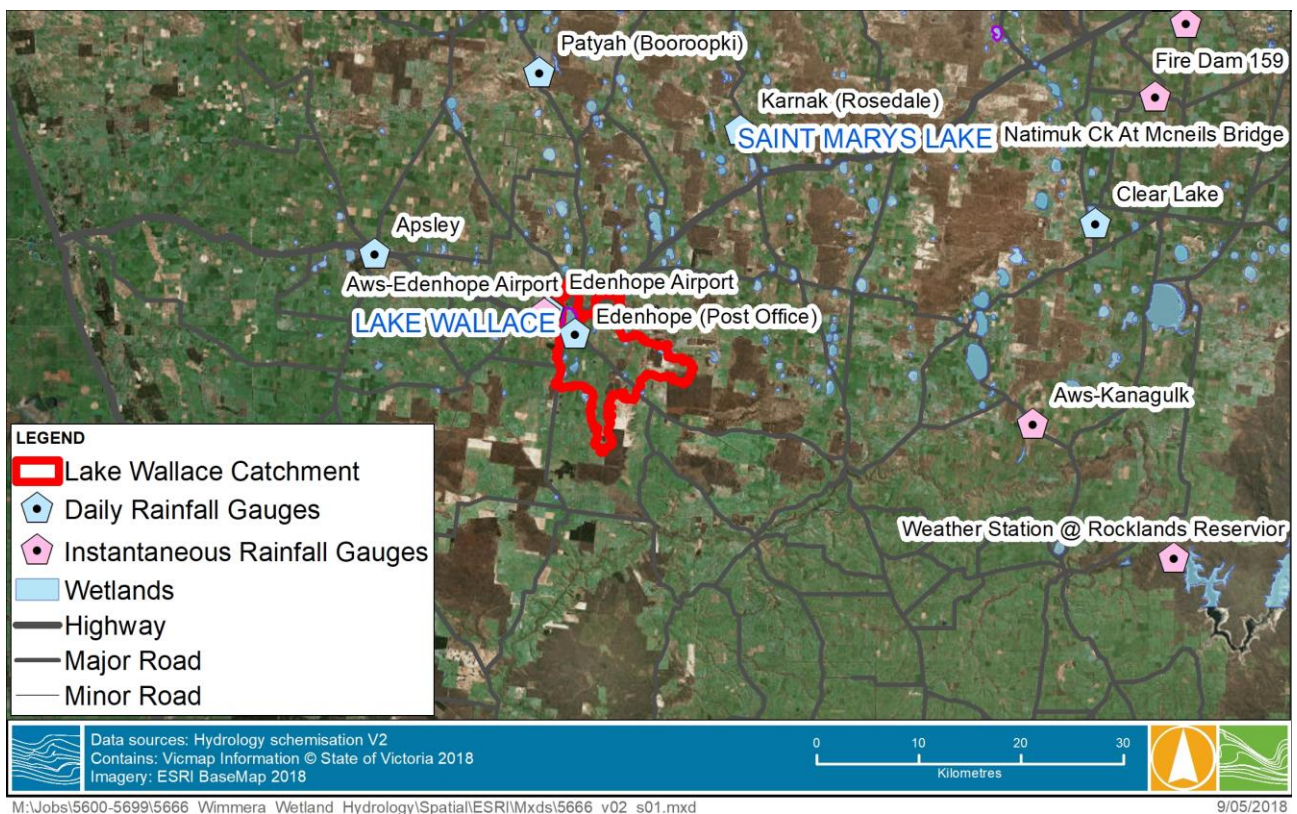 Patyah (Booroopki)
Fire Dam 159
Karnak (Rosedale)
SAINT MARYS LAKE
Natimuk Ck At Mcneils Bridge
Clear Lake
Apsley
Aws-Edenhope Airport
Edenhope Airport
LAKE WALLACE
Edenhope (Post Office)
Aws-Kanagulk
Weather Station @ Rocklands Reservior
LEGEND
Lake Wallace Catchment
Daily Rainfall Gauges
Instantaneous Rainfall Gauges
Wetlands
Highway
Major Road
Minor Road
Data sources: Hydrology schemisation V2
Contains: Vicmap Information © State of Victoria 2018
Imagery: ESRI BaseMap 2018
0 10 20 30
Kilometres
M:\Jobs\5600-5699\5666_Wimmera_Wetland_Hydrology\Spatial\ESRI\Mxds\5666_v02_s01.mxd
9/05/2018